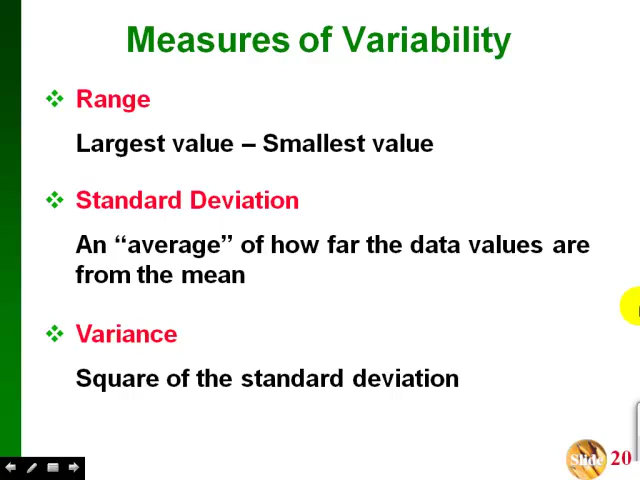 Measures of Variability
Range
Largest value – Smallest value
Standard Deviation
An “average” of how far the data values are
from the mean
Variance
Square of the standard deviation
Slide 20